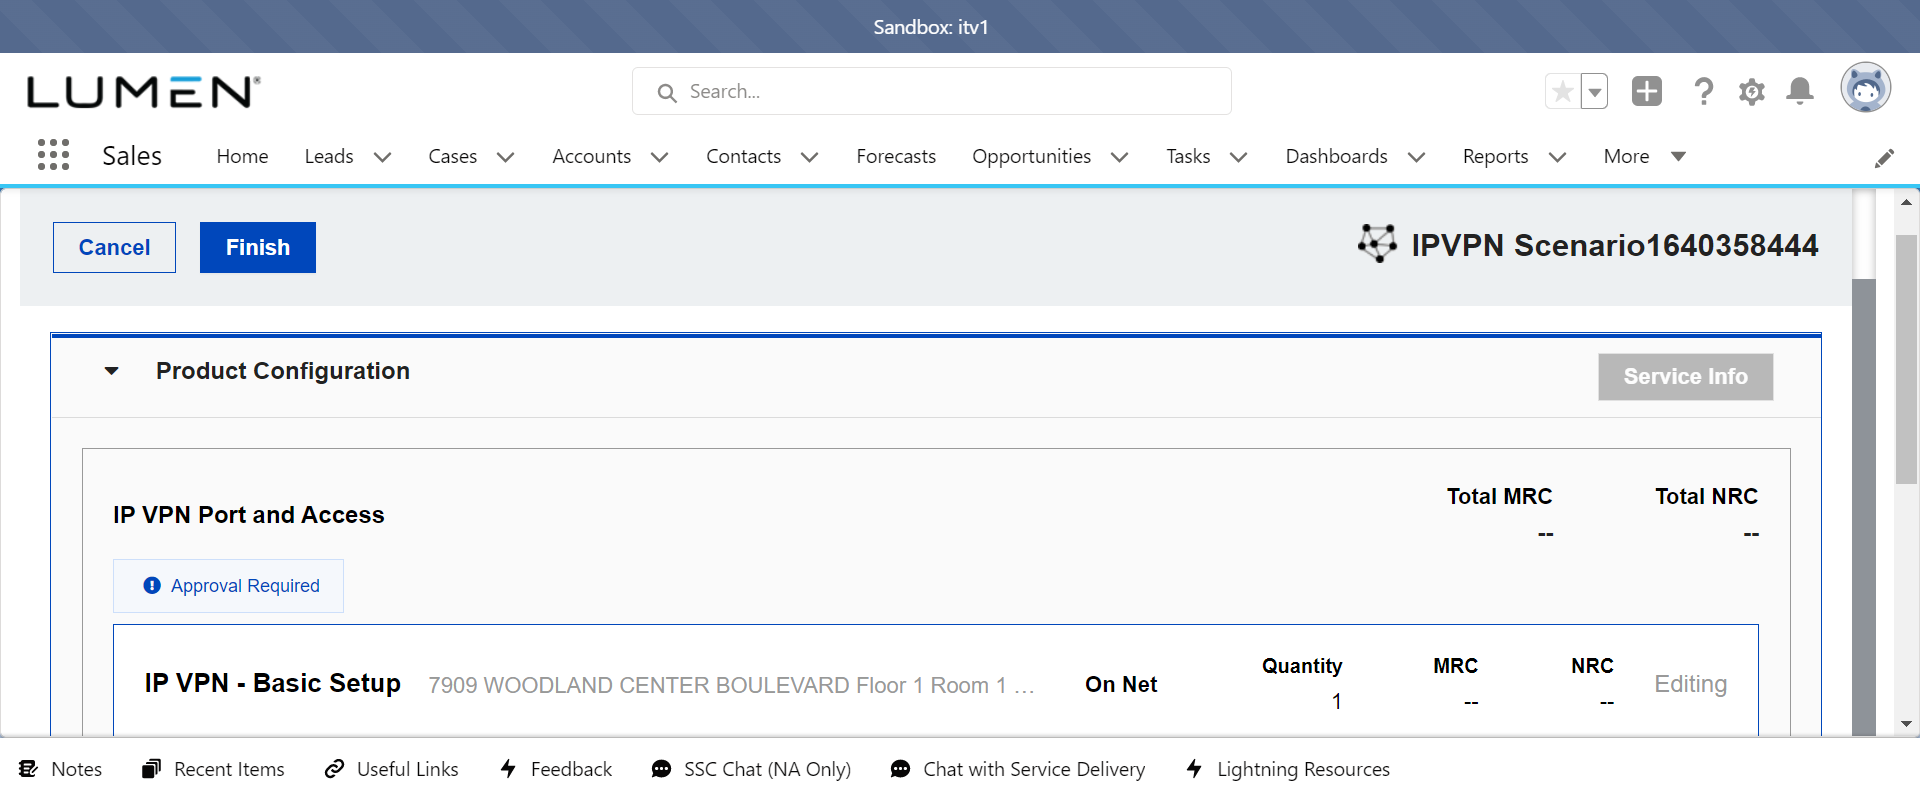 Sandbox: itv1
LUMEN®
Search...
Sales
Home
Leads
Cases
Accounts
Contacts
Forecasts
Opportunities
Tasks
Dashboards
Reports
More
Cancel
Finish
IPVPN Scenario1640358444
Product Configuration
Service Info
IP VPN Port and Access
Total MRC
--
Total NRC
--
Approval Required
IP VPN - Basic Setup
7909 WOODLAND CENTER BOULEVARD Floor 1 Room 1 ...
On Net
Quantity
1
MRC
--
NRC
--
Editing
Notes
Recent Items
Useful Links
Feedback
SSC Chat (NA Only)
Chat with Service Delivery
Lightning Resources